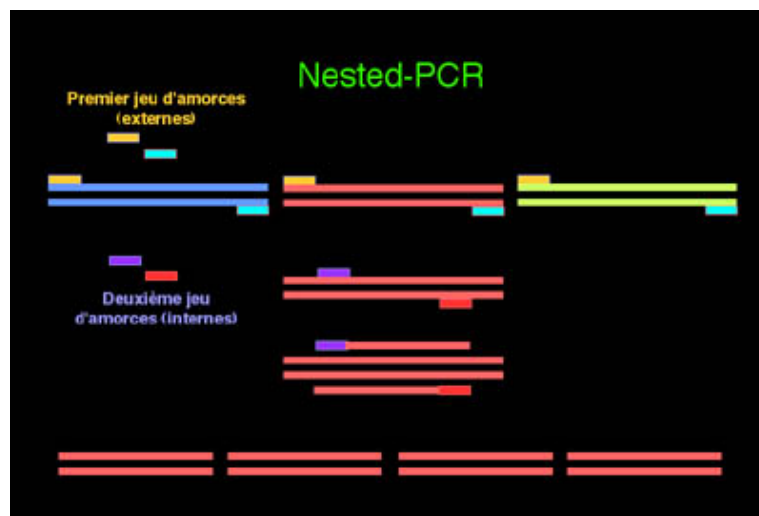 Nested-PCR
Premier jeu d'amorces
(externes)
Deuxième jeu
d'amorces (internes)